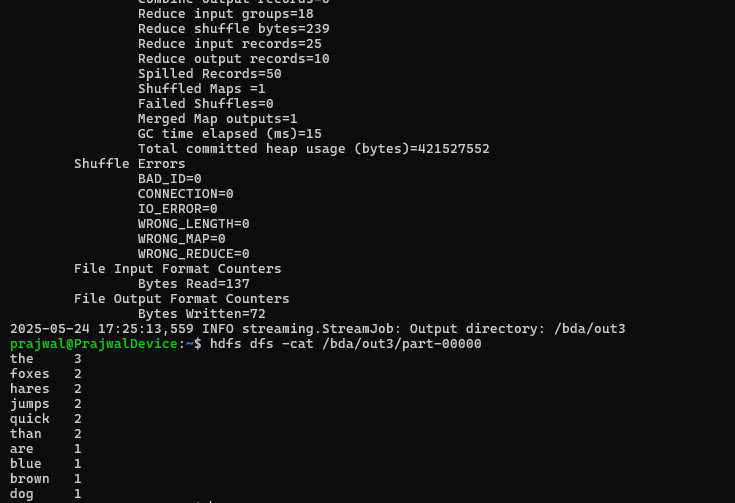 Combine output records=0
Reduce input groups=18
Reduce shuffle bytes=239
Reduce input records=25
Reduce output records=10
Spilled Records=50
Shuffled Maps =1
Failed Shuffles=0
Merged Map outputs=1
GC time elapsed (ms)=15
Total committed heap usage (bytes)=421527552
Shuffle Errors
BAD_ID=0
CONNECTION=0
IO_ERROR=0
WRONG_LENGTH=0
WRONG_MAP=0
WRONG_REDUCE=0
File Input Format Counters
Bytes Read=137
File Output Format Counters
Bytes Written=72
2025-05-24 17:25:13,559 INFO streaming.StreamJob: Output directory: /bda/out3
prajwal@PrajwalDevice:~$ hdfs dfs -cat /bda/out3/part-00000
the 3
foxes 2
hares 2
jumps 2
quick 2
than 2
are 1
blue 1
brown 1
dog 1